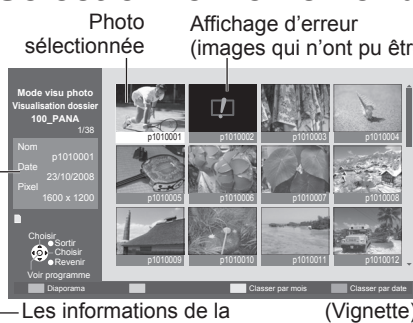 Photo
sélectionnée
Affichage d'erreur
(images qui n'ont pu êtr
Mode visu photo
Visualisation dossier
100_PANA
1/38
Nom
p1010001
Date
23/10/2008
Pixel
1600 x 1200
Choisir
Sortir
Choisir
Revenir
Voir programme
p1010001
p1010002
p1010003
p1010004
p1010005
p1010006
p1010007
p1010008
p1010009
p1010010
p1010011
p1010012
Diaporama
Classer par mois
Classer par date
Les informations de la
(Vignette)